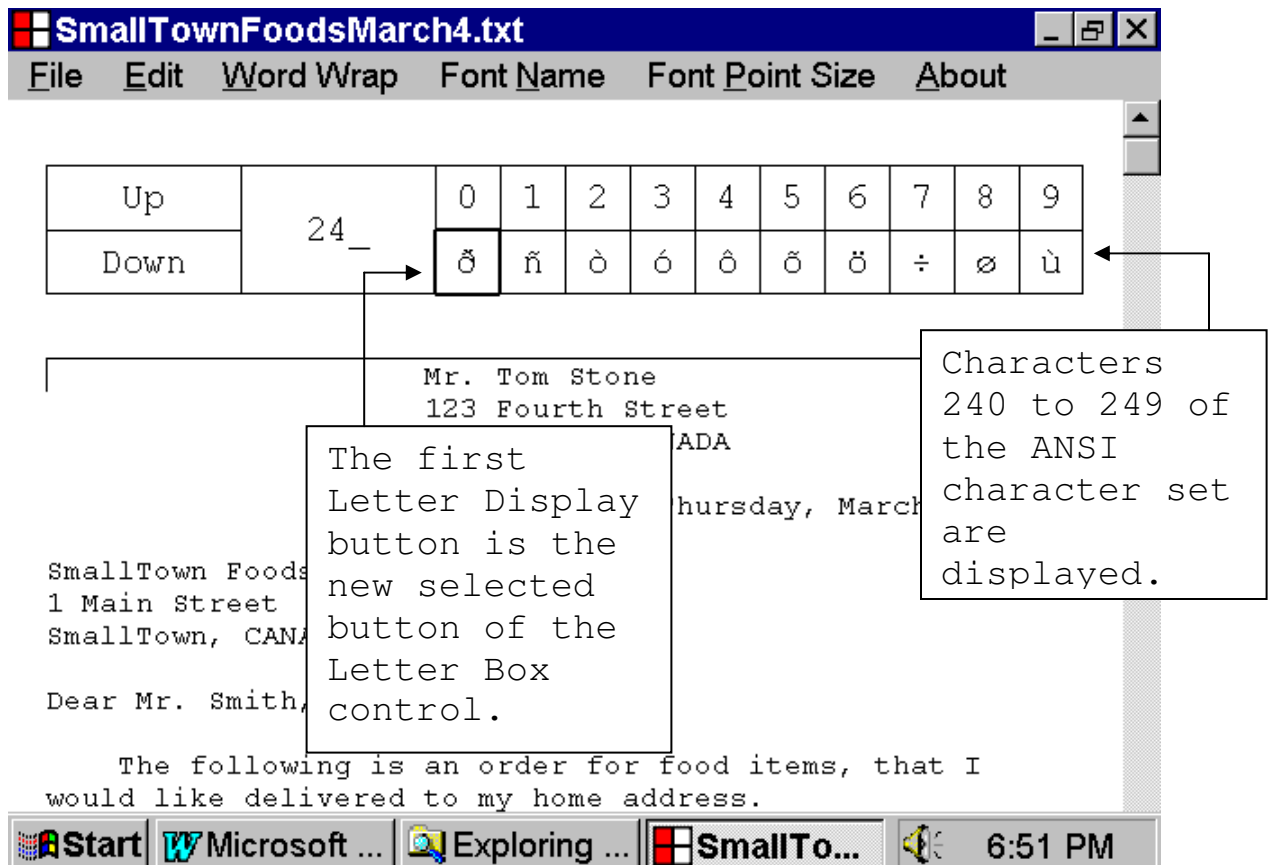 SmallTownFoodsMarch4.txt
File Edit Word Wrap Font Name Font Point Size About
Up 0 1 2 3 4 5 6 7 8 9
24_
Down ð ñ ò ó ô õ ö ÷ ø ù
Mr. Tom Stone
123 Fourth Street
Characters
240 to 249 of
the ANSI
character set
are
displayed.
The first
Letter Display
button is the
new selected
button of the
Letter Box
control.
SmallTown Foods
1 Main Street
SmallTown,
Dear Mr. Smith,
The following is an order for food items, that I
would like delivered to my home address.
Start Microsoft ... Exploring ... SmallTo... 6:51 PM